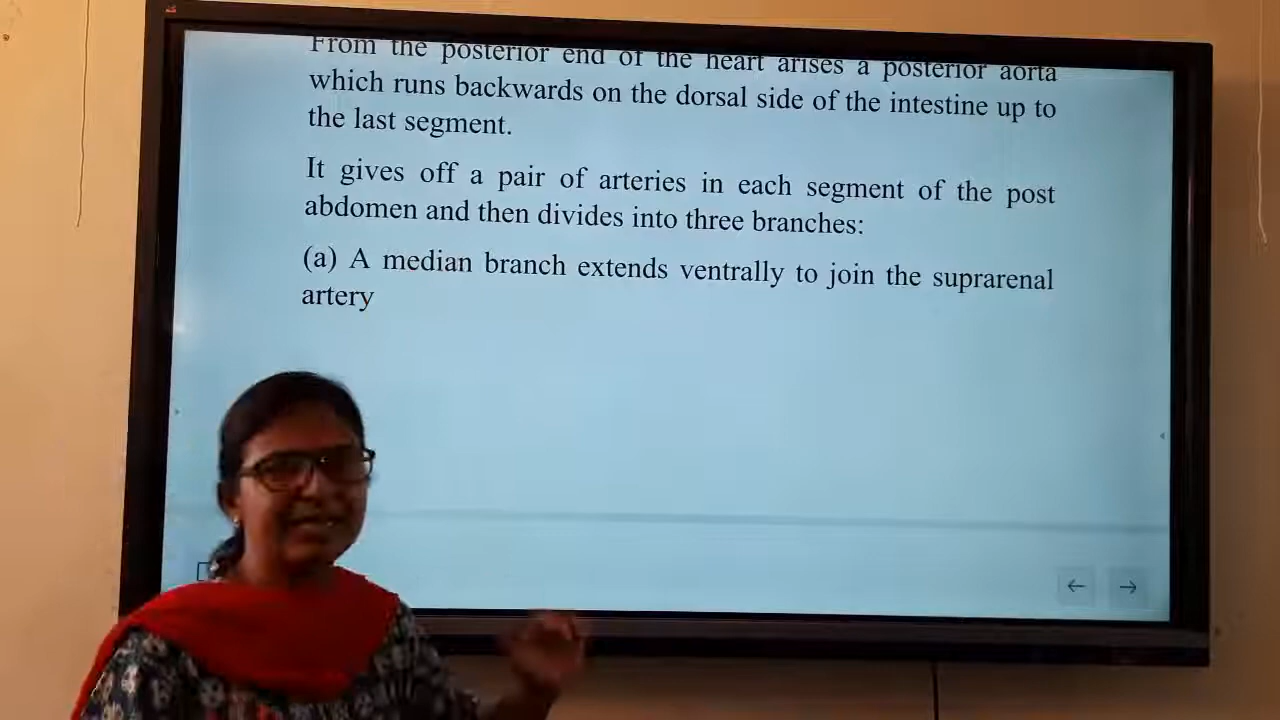 From the posterior end of the heart arises a posterior aorta
which runs backwards on the dorsal side of the intestine up to
the last segment.
It gives off a pair of arteries in each segment of the post
abdomen and then divides into three branches:
(a) A median branch extends ventrally to join the suprarenal
artery